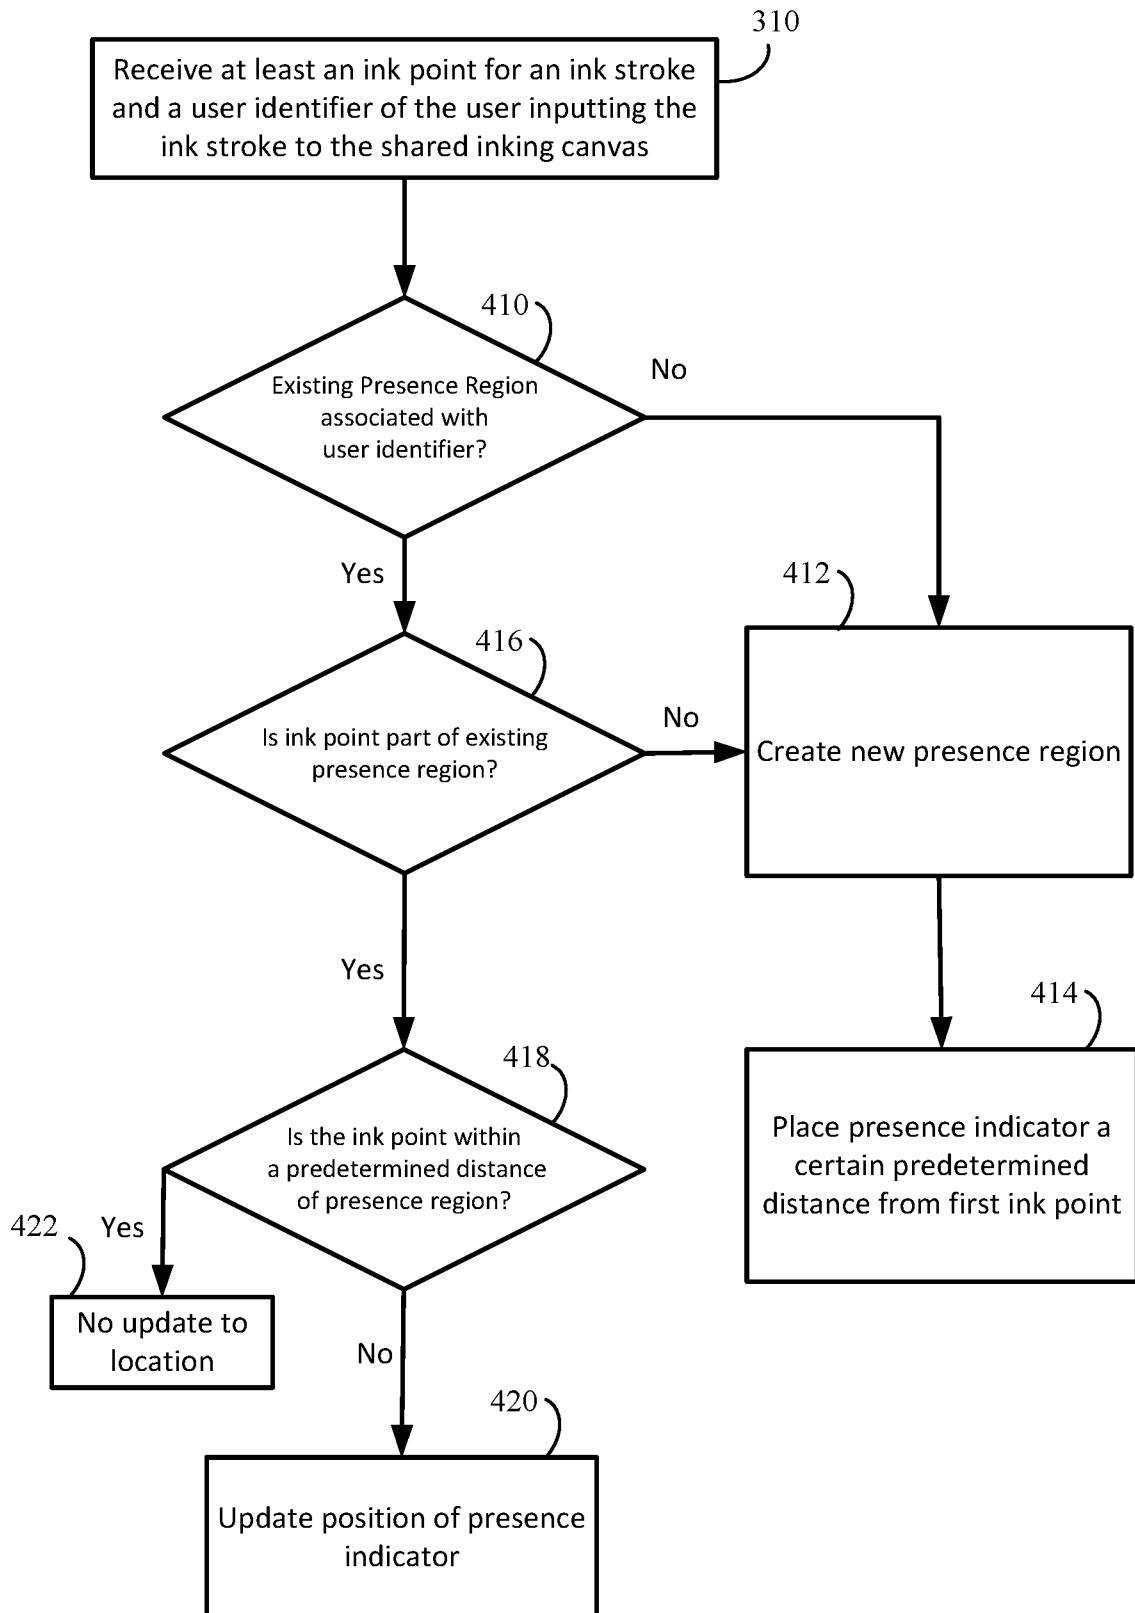 310
Receive at least an ink point for an ink stroke
and a user identifier of the user inputting the
ink stroke to the shared inking canvas
410
Existing Presence Region
associated with
user identifier?
No
Yes
412
416
Is ink point part of existing
presence region?
No
Create new presence region
Yes
414
418
Is the ink point within
a predetermined distance
of presence region?
Place presence indicator a
certain predetermined
distance from first ink point
422
Yes
No update to
location
No
420
Update position of presence
indicator